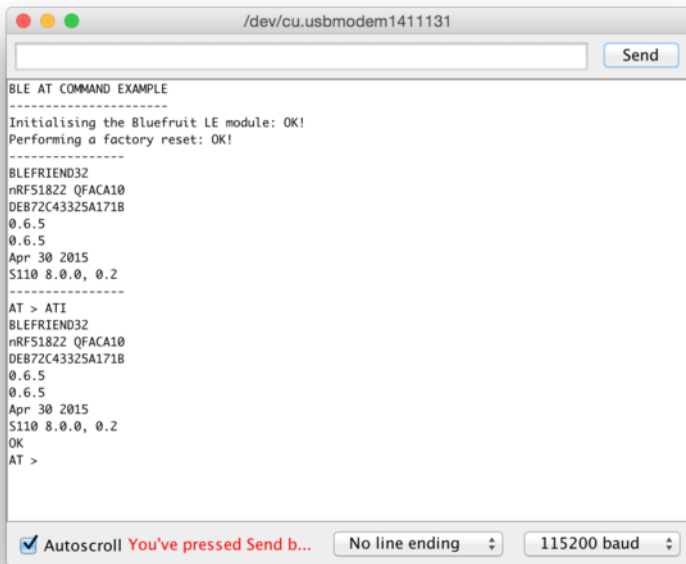 /dev/cu.usbmodem1411131
Send
BLE AT COMMAND EXAMPLE
----------------------
Initialising the Bluefruit LE module: OK!
Performing a factory reset: OK!
----------------
BLEFRIEND32
nRF51822 QFACA10
DEB72C43325A171B
0.6.5
0.6.5
Apr 30 2015
S110 8.0.0, 0.2
----------------
AT > ATI
BLEFRIEND32
nRF51822 QFACA10
DEB72C43325A171B
0.6.5
0.6.5
Apr 30 2015
S110 8.0.0, 0.2
OK
AT >
Autoscroll You've pressed Send b... No line ending 115200 baud